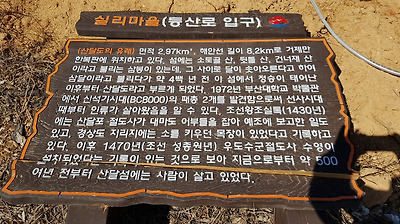 실리마을(등산로 입구)
(산달도의 유래) 면적 2.97km², 해안선 길이 8.2km로 거제만
한복판에 위치하고 있다. 섬에는 소토골 산, 뒷들 산, 건너재 산
이라고 불리는 삼봉이 있는데, 그 사이로 달이 솟아오른다고 하여
삼달이라고 불리다가 약 4백 년 전 이 섬에서 정승이 태어난
이후부터 산달도라고 부르게 되었다. 1972년 부산대학교 박물관
에서 신석기시대(BC8000)의 패총 2개를 발견함으로써 선사시대
때부터 인류가 살아왔음을 알 수 있다. 조선왕조실록(1430년)
에는 산달포 절도사가 대마도 어부들을 잡아 예조에 보고한 일도
있고, 경상도 지리지에는 소를 키우던 목장이 있었다고 기록하고
있다. 이후 1470년(조선 성종원년) 우도수군절도사 수영이
설치되었다는 기록이 있는 것으로 보아 지금으로부터 약 500
여년 전부터 산달섬에는 사람이 살고 있었다.